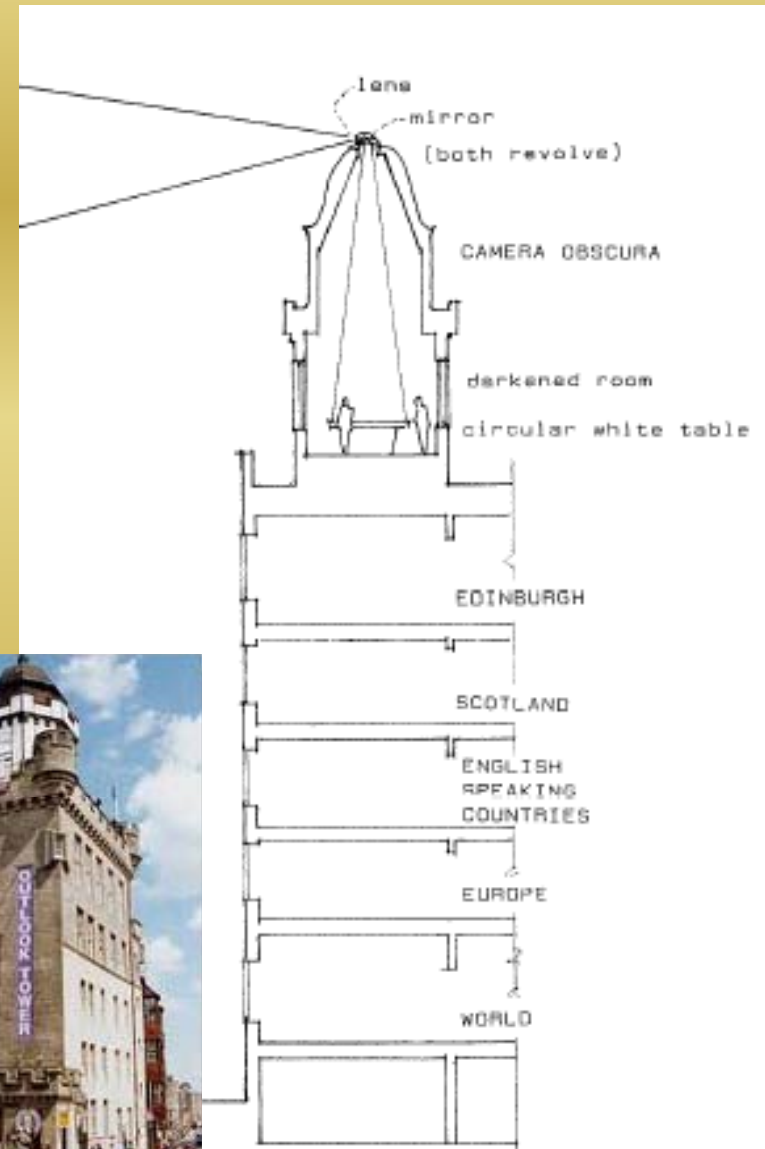 lens
mirror
(both revolve)
CAMERA OBSCURA
darkened room
circular white table
EDINBURGH
SCOTLAND
ENGLISH
SPEAKING
COUNTRIES
EUROPE
WORLD
OUTLOOK TOWER